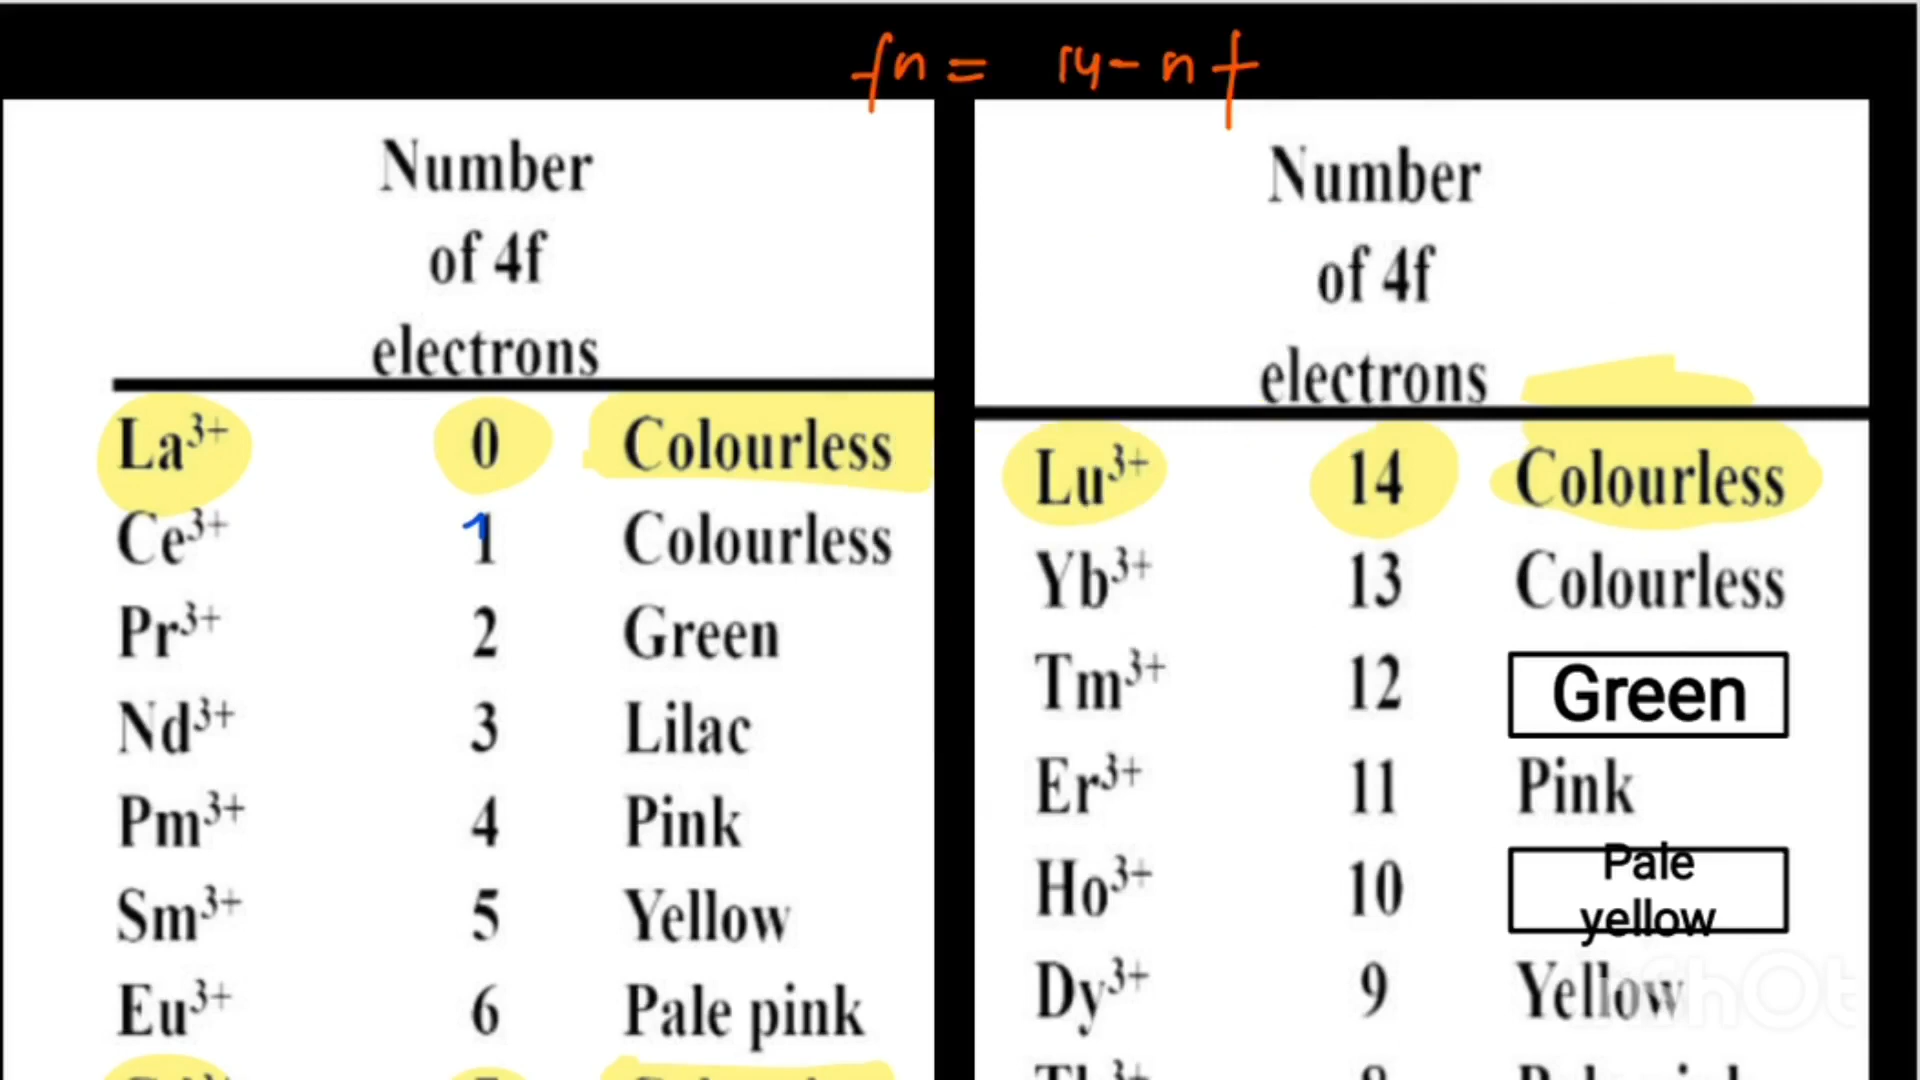 fn = 14 - nf
Number
of 4f
electrons
La³⁺ 0 Colourless
Ce³⁺ 1 Colourless
Pr³⁺ 2 Green
Nd³⁺ 3 Lilac
Pm³⁺ 4 Pink
Sm³⁺ 5 Yellow
Eu³⁺ 6 Pale pink
Number
of 4f
electrons
Lu³⁺ 14 Colourless
Yb³⁺ 13 Colourless
Tm³⁺ 12 Green
Er³⁺ 11 Pink
Ho³⁺ 10 Pale
yellow
Dy³⁺ 9 Yellow